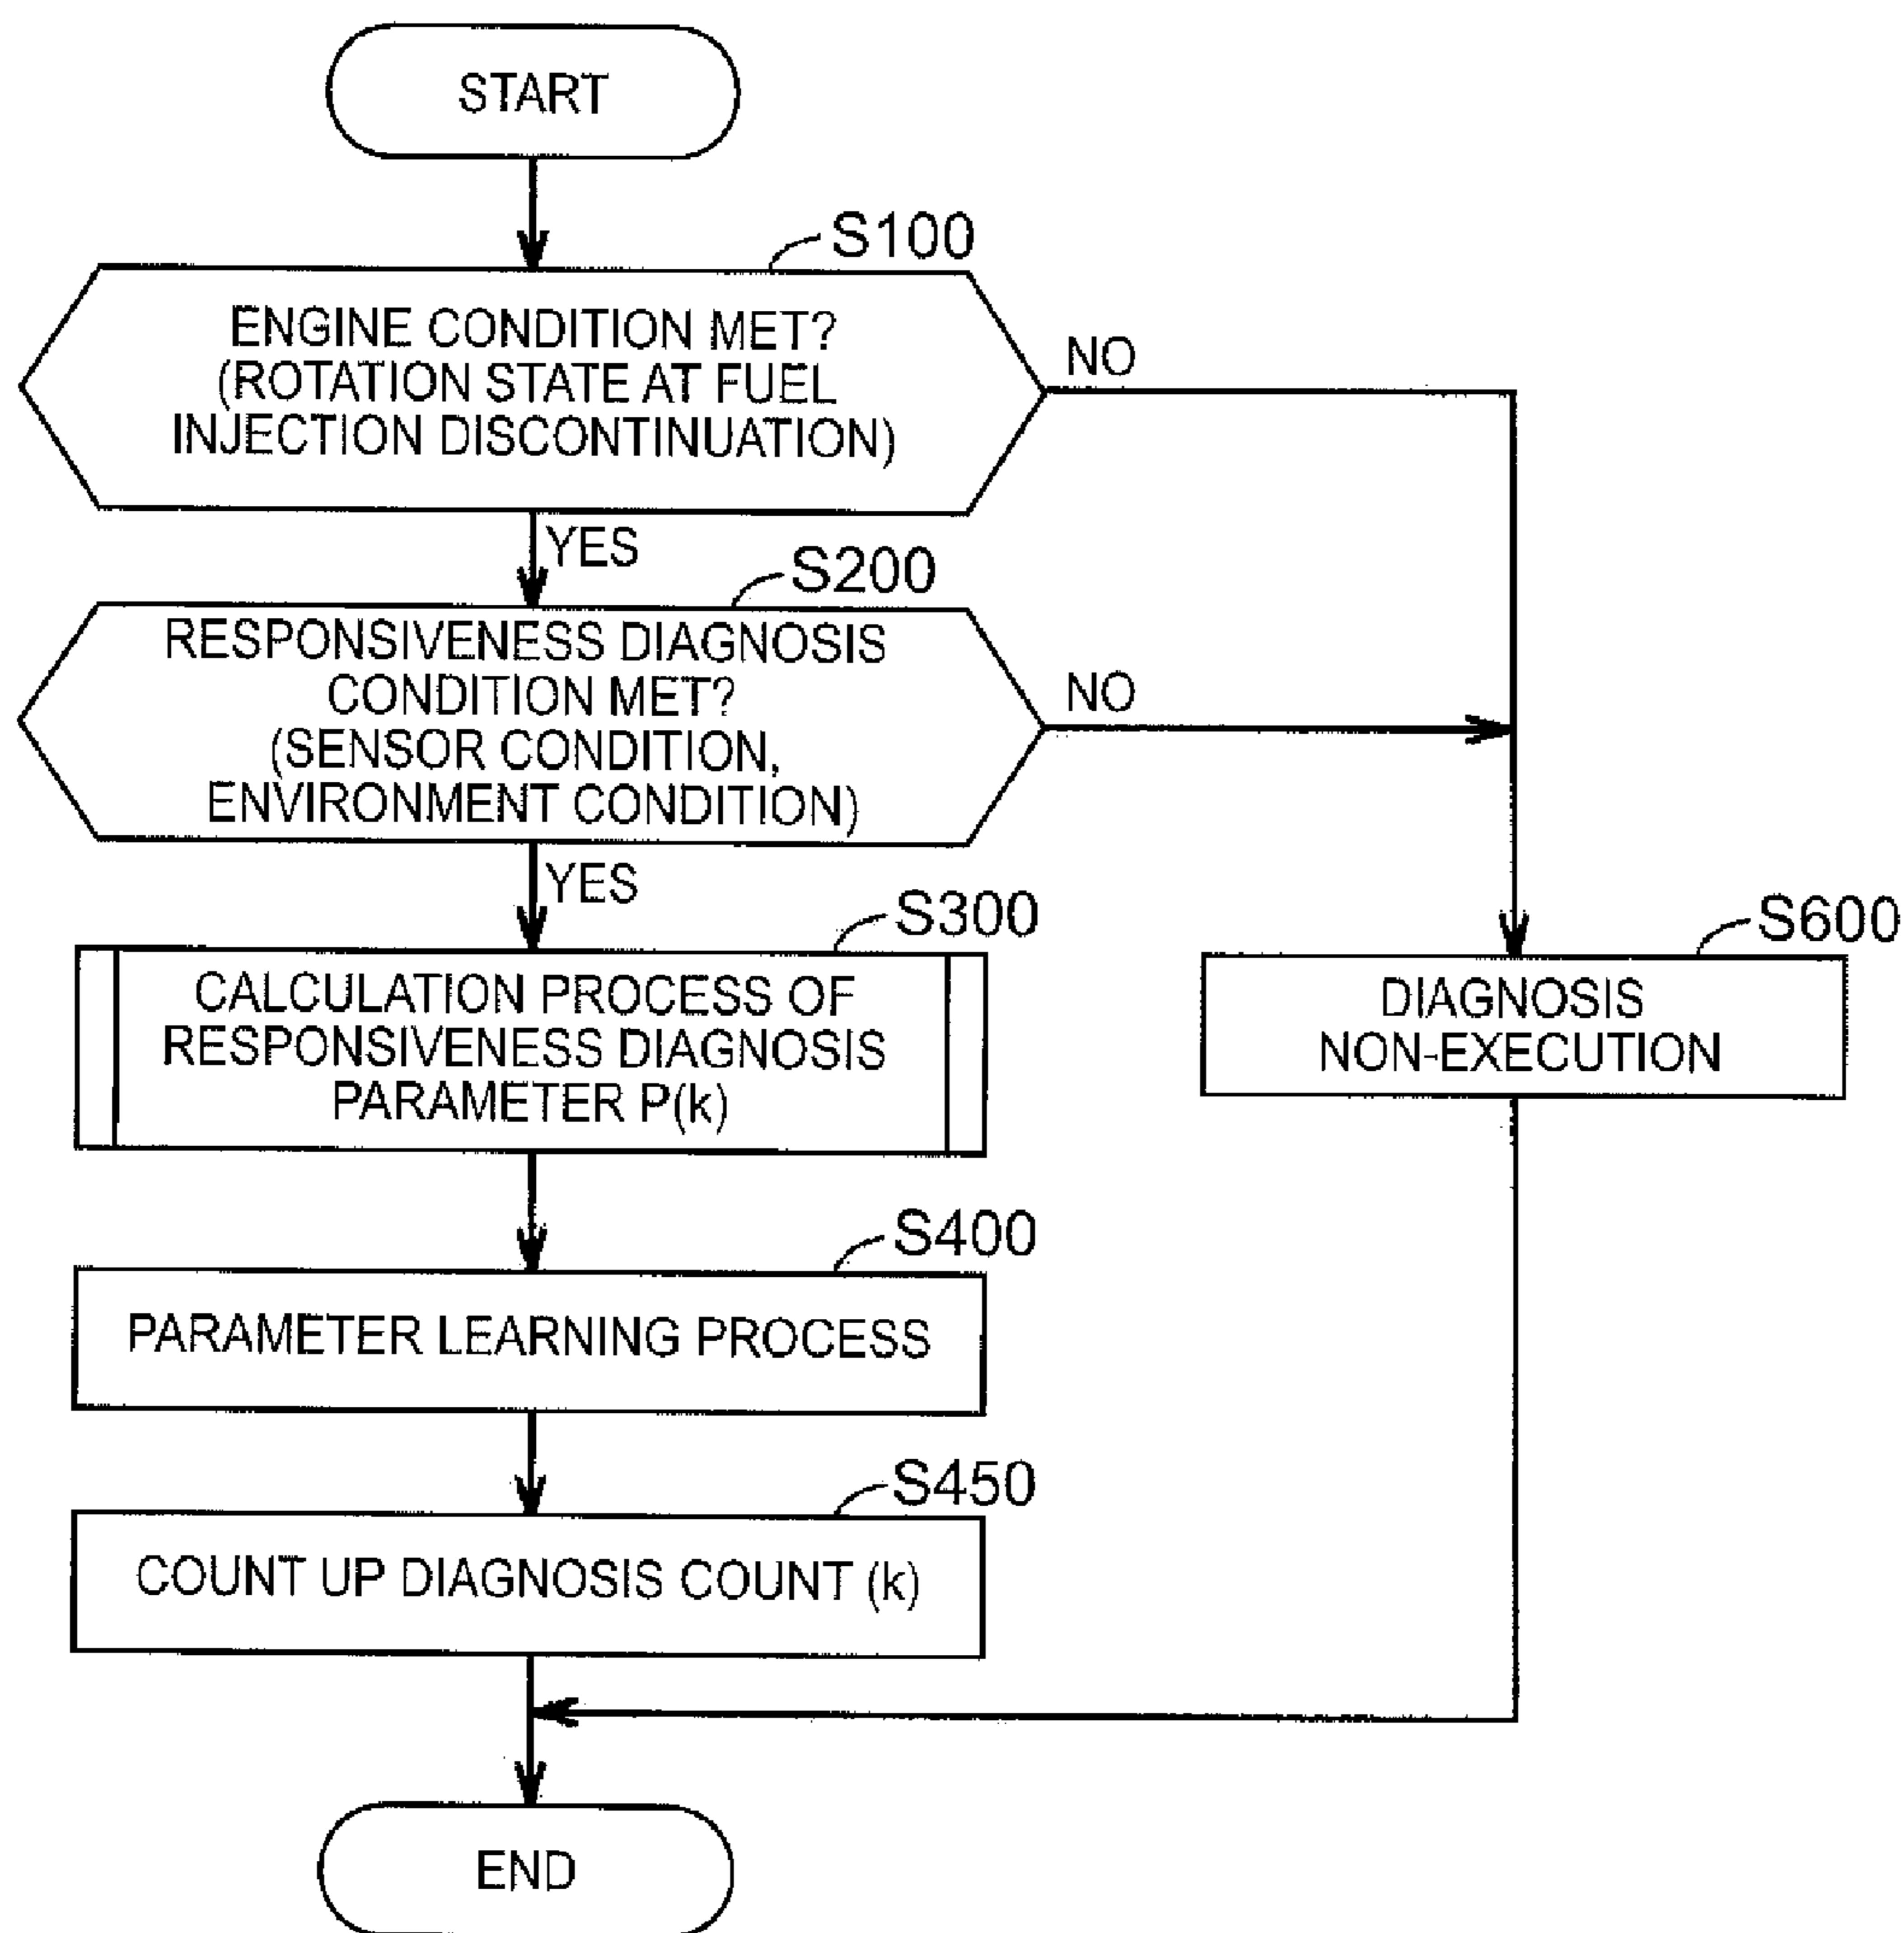 START
S100
ENGINE CONDITION MET?
(ROTATION STATE AT FUEL
INJECTION DISCONTINUATION)
NO
YES
S200
RESPONSIVENESS DIAGNOSIS
CONDITION MET?
(SENSOR CONDITION,
ENVIRONMENT CONDITION)
NO
YES
S300
CALCULATION PROCESS OF
RESPONSIVENESS DIAGNOSIS
PARAMETER P(k)
S600
DIAGNOSIS
NON-EXECUTION
S400
PARAMETER LEARNING PROCESS
S450
COUNT UP DIAGNOSIS COUNT (k)
END